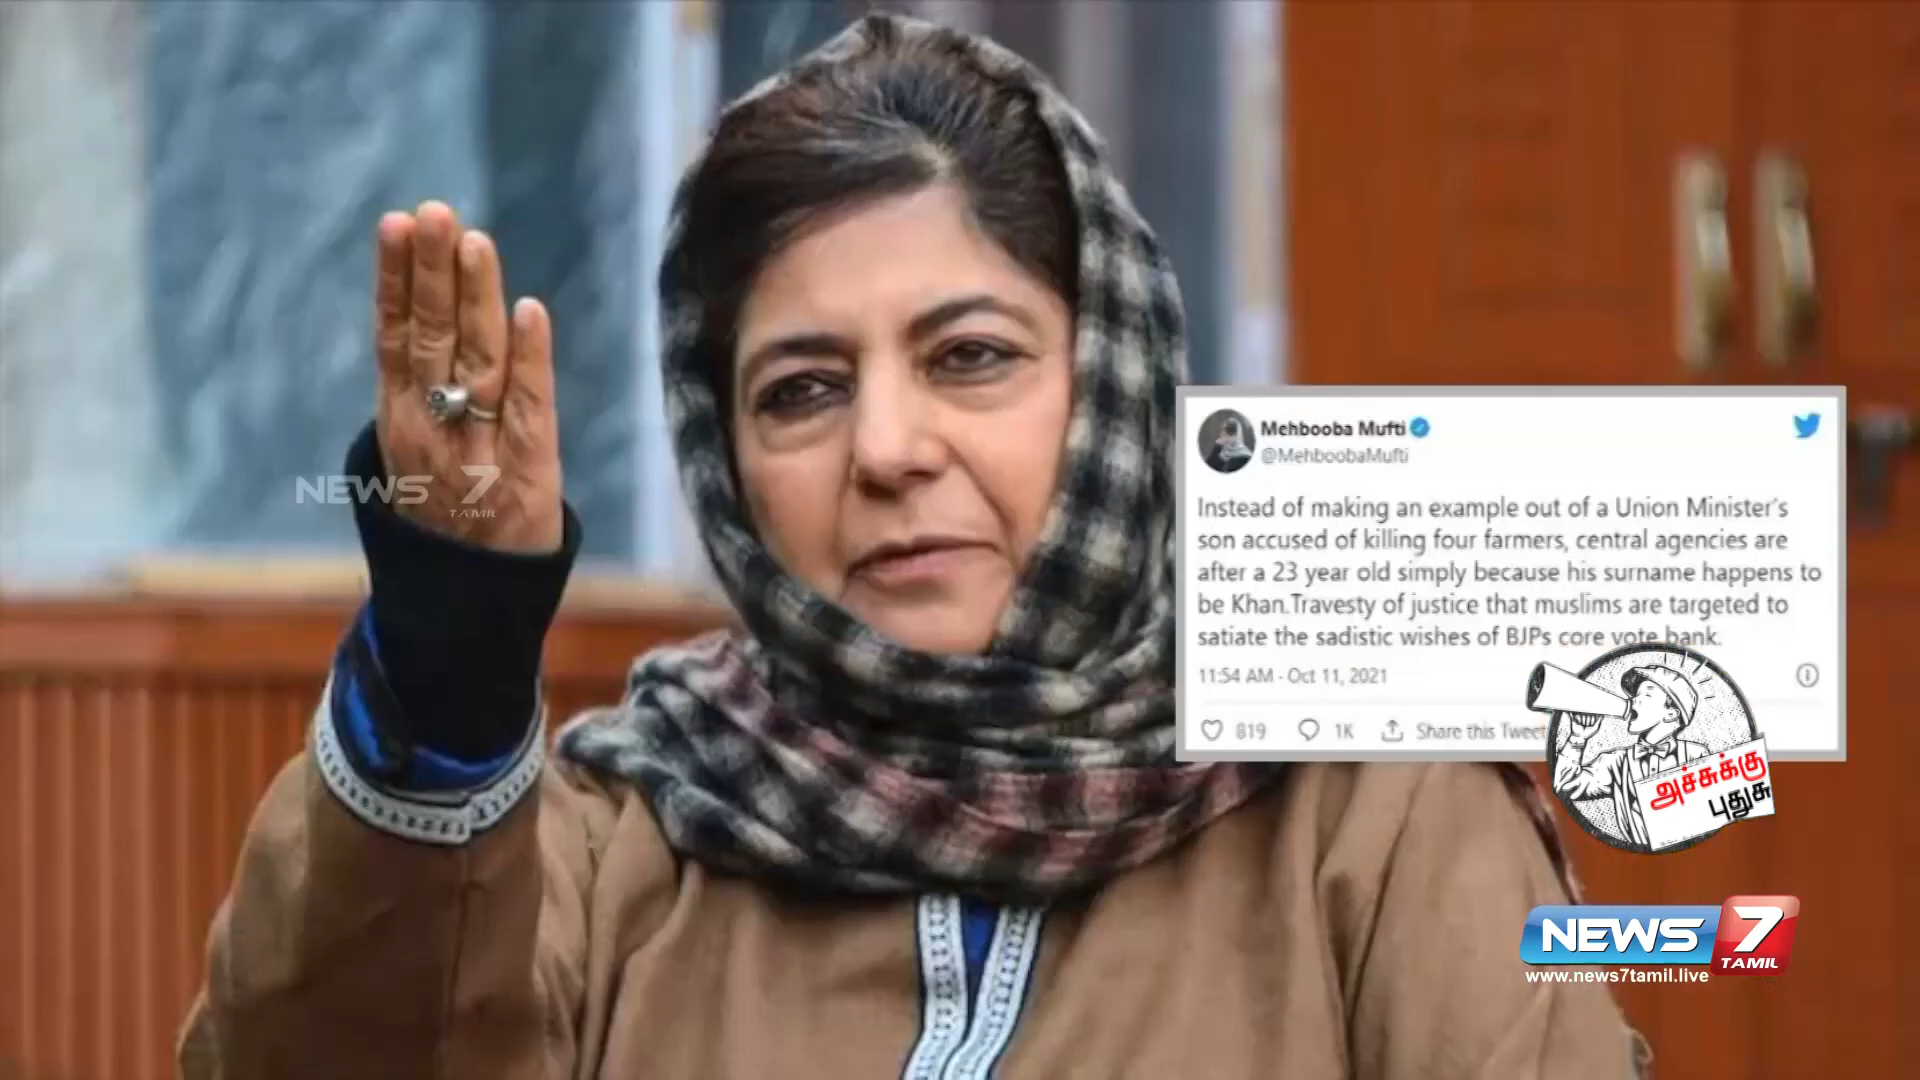 NEWS 7
TAMIL
Mehbooba Mufti
@MehboobaMufti
Instead of making an example out of a Union Minister's
son accused of killing four farmers, central agencies are
after a 23 year old simply because his surname happens to
be Khan.Travesty of justice that muslims are targeted to
satiate the sadistic wishes of BJPs core vote bank.
11:54 AM - Oct 11, 2021
819 1K Share this Tweet
அச்சுக்கு
புதுசு
NEWS 7
TAMIL
www.news7tamil.live